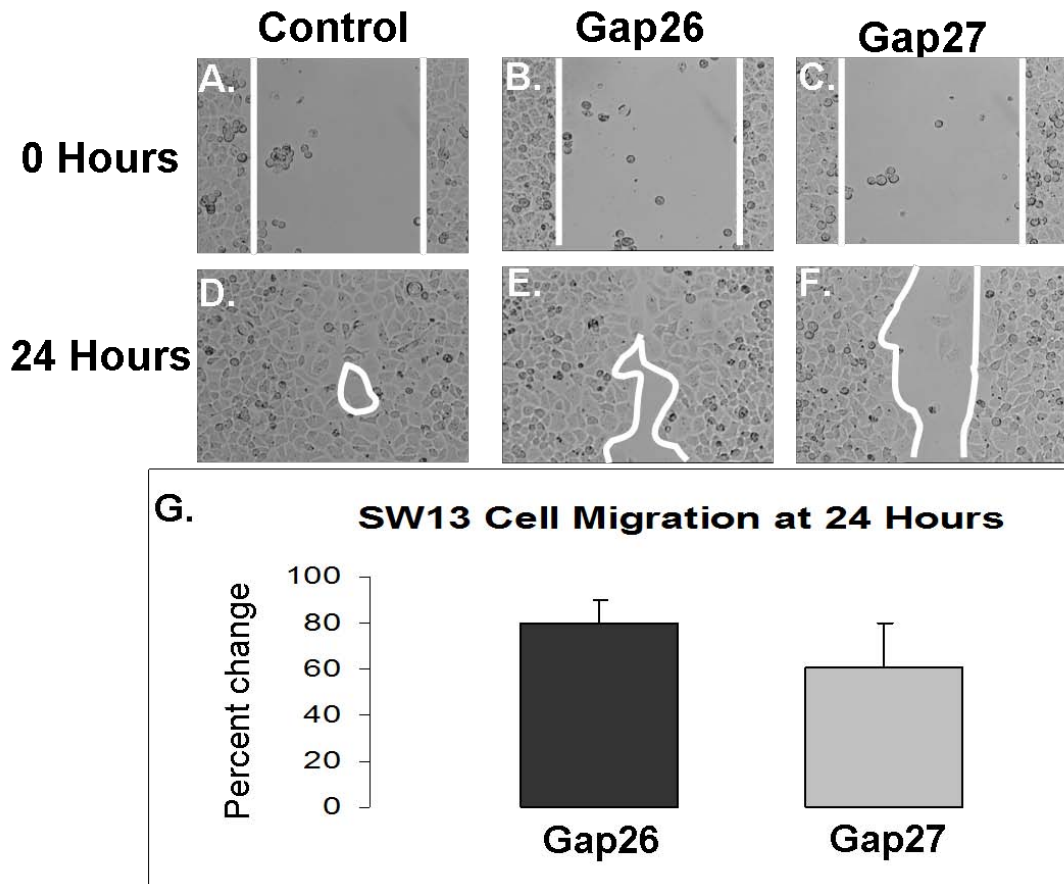 Control Gap26 Gap27
0 Hours
A. B. C.
24 Hours
D. E. F.
G.
SW13 Cell Migration at 24 Hours
Percent change
100
80
60
40
20
0
Gap26 Gap27